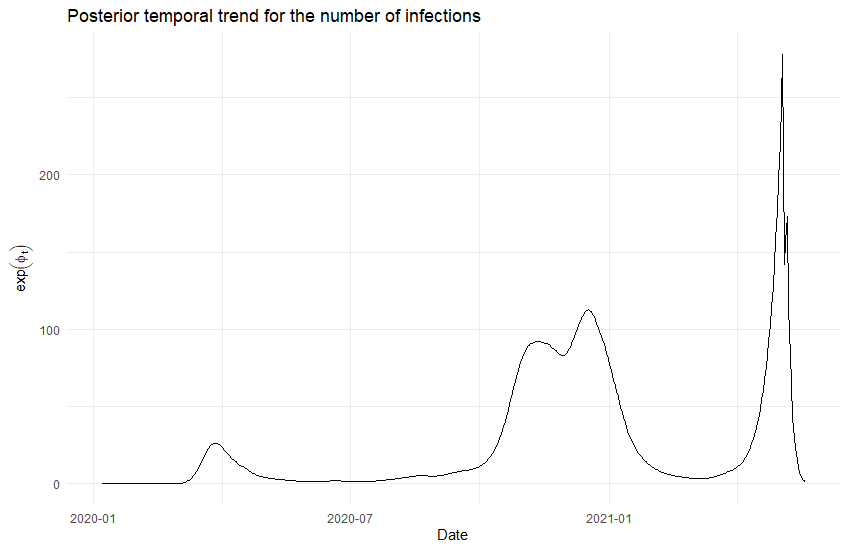 Posterior temporal trend for the number of infections
exp(ϕt)
200
100
0
2020-01 2020-07 2021-01
Date